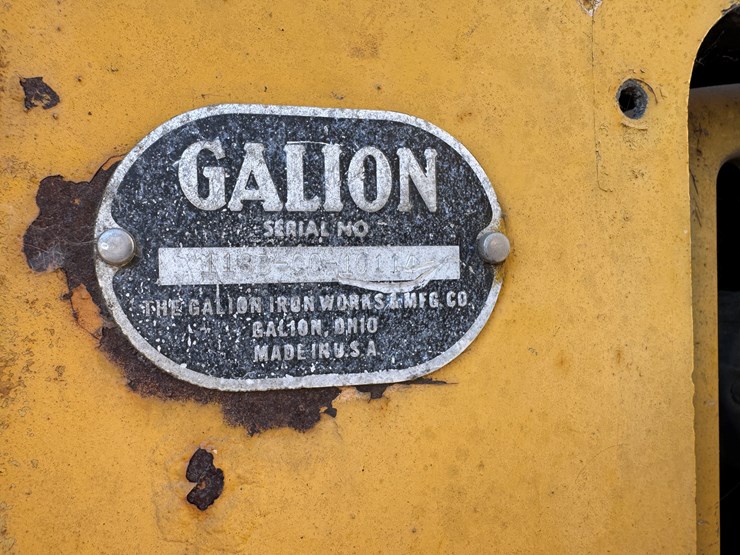 GALION
SERIAL NO
THE GALION IRON WORKS & MFG. CO.
GALION, OHIO
MADE IN U.S.A